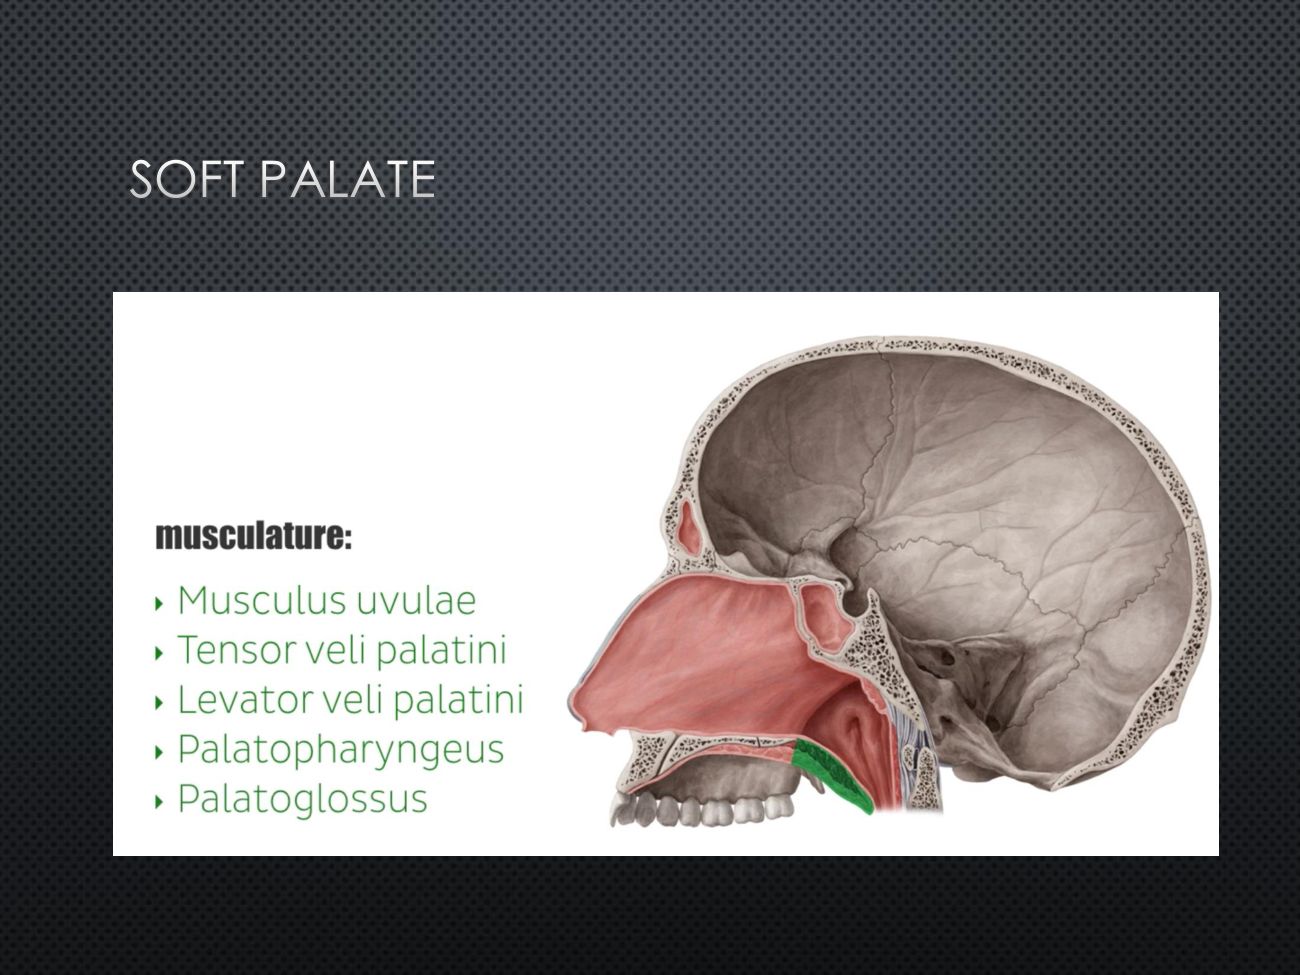 SOFT PALATE
musculature:
Musculus uvulae
Tensor veli palatini
Levator veli palatini
Palatopharyngeus
Palatoglossus